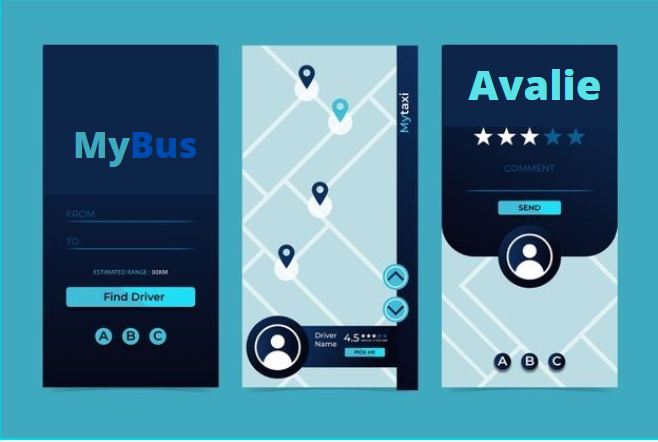 MyBus
FROM
TO
ESTIMATED RANGE : 00KM
Find Driver
A B C
Mytaxi
Driver
Name
4.5
PICK ME
Avalie
COMMENT
SEND
A B C